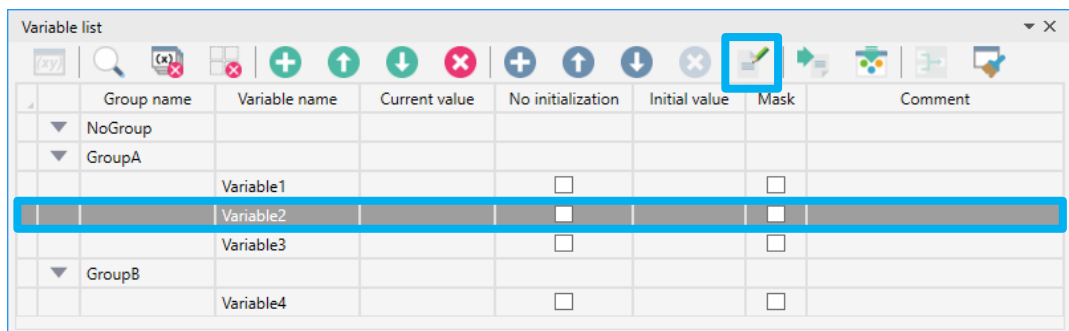 Variable list
(xy) (x)
Group name Variable name Current value No initialization Initial value Mask Comment
NoGroup
GroupA
Variable1
Variable2
Variable3
GroupB
Variable4